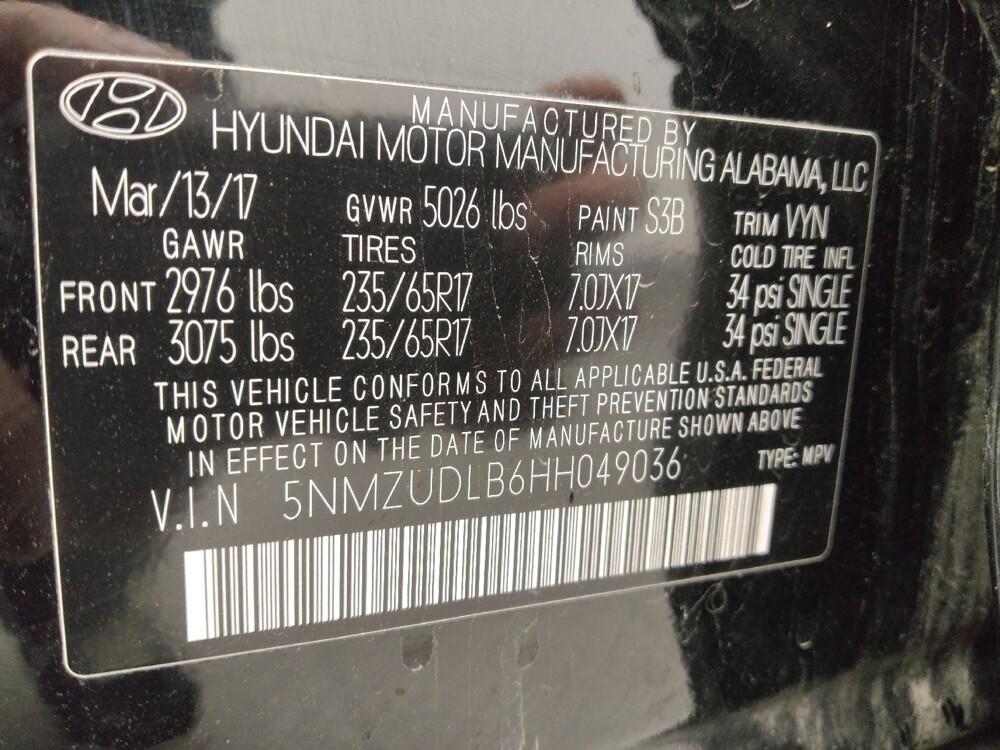 MANUFACTURED BY
HYUNDAI MOTOR MANUFACTURING ALABAMA, LLC
Mar/13/17 GVWR 5026 lbs PAINT S3B TRIM VYN
GAWR TIRES RIMS COLD TIRE INFL
FRONT 2976 lbs 235/65R17 7.0JX17 34 psi SINGLE
REAR 3075 lbs 235/65R17 7.0JX17 34 psi SINGLE
THIS VEHICLE CONFORMS TO ALL APPLICABLE U.S.A. FEDERAL
MOTOR VEHICLE SAFETY AND THEFT PREVENTION STANDARDS
IN EFFECT ON THE DATE OF MANUFACTURE SHOWN ABOVE
V.I.N 5NMZUDLB6HH049036 TYPE: MPV